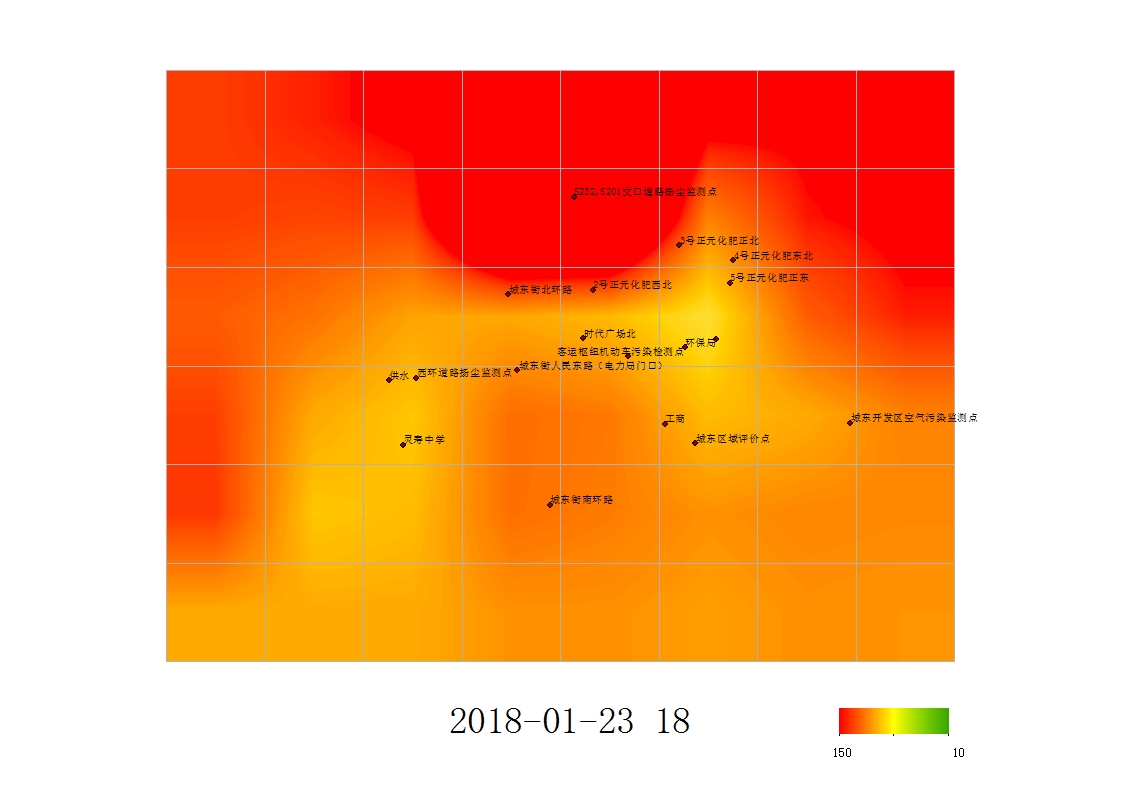 S232,S201交口道路扬尘监测点
3号正元化肥正北
4号正元化肥东北
5号正元化肥正东
城东街北环路
2号正元化肥西北
时代广场北
环保局
客运枢纽机动车污染检测点
城东街人民东路（电力局门口）
供水
西环道路扬尘监测点
工商
城东开发区空气污染监测点
灵寿中学
城东区域评价点
城东街南环路
2018-01-23 18
150
10